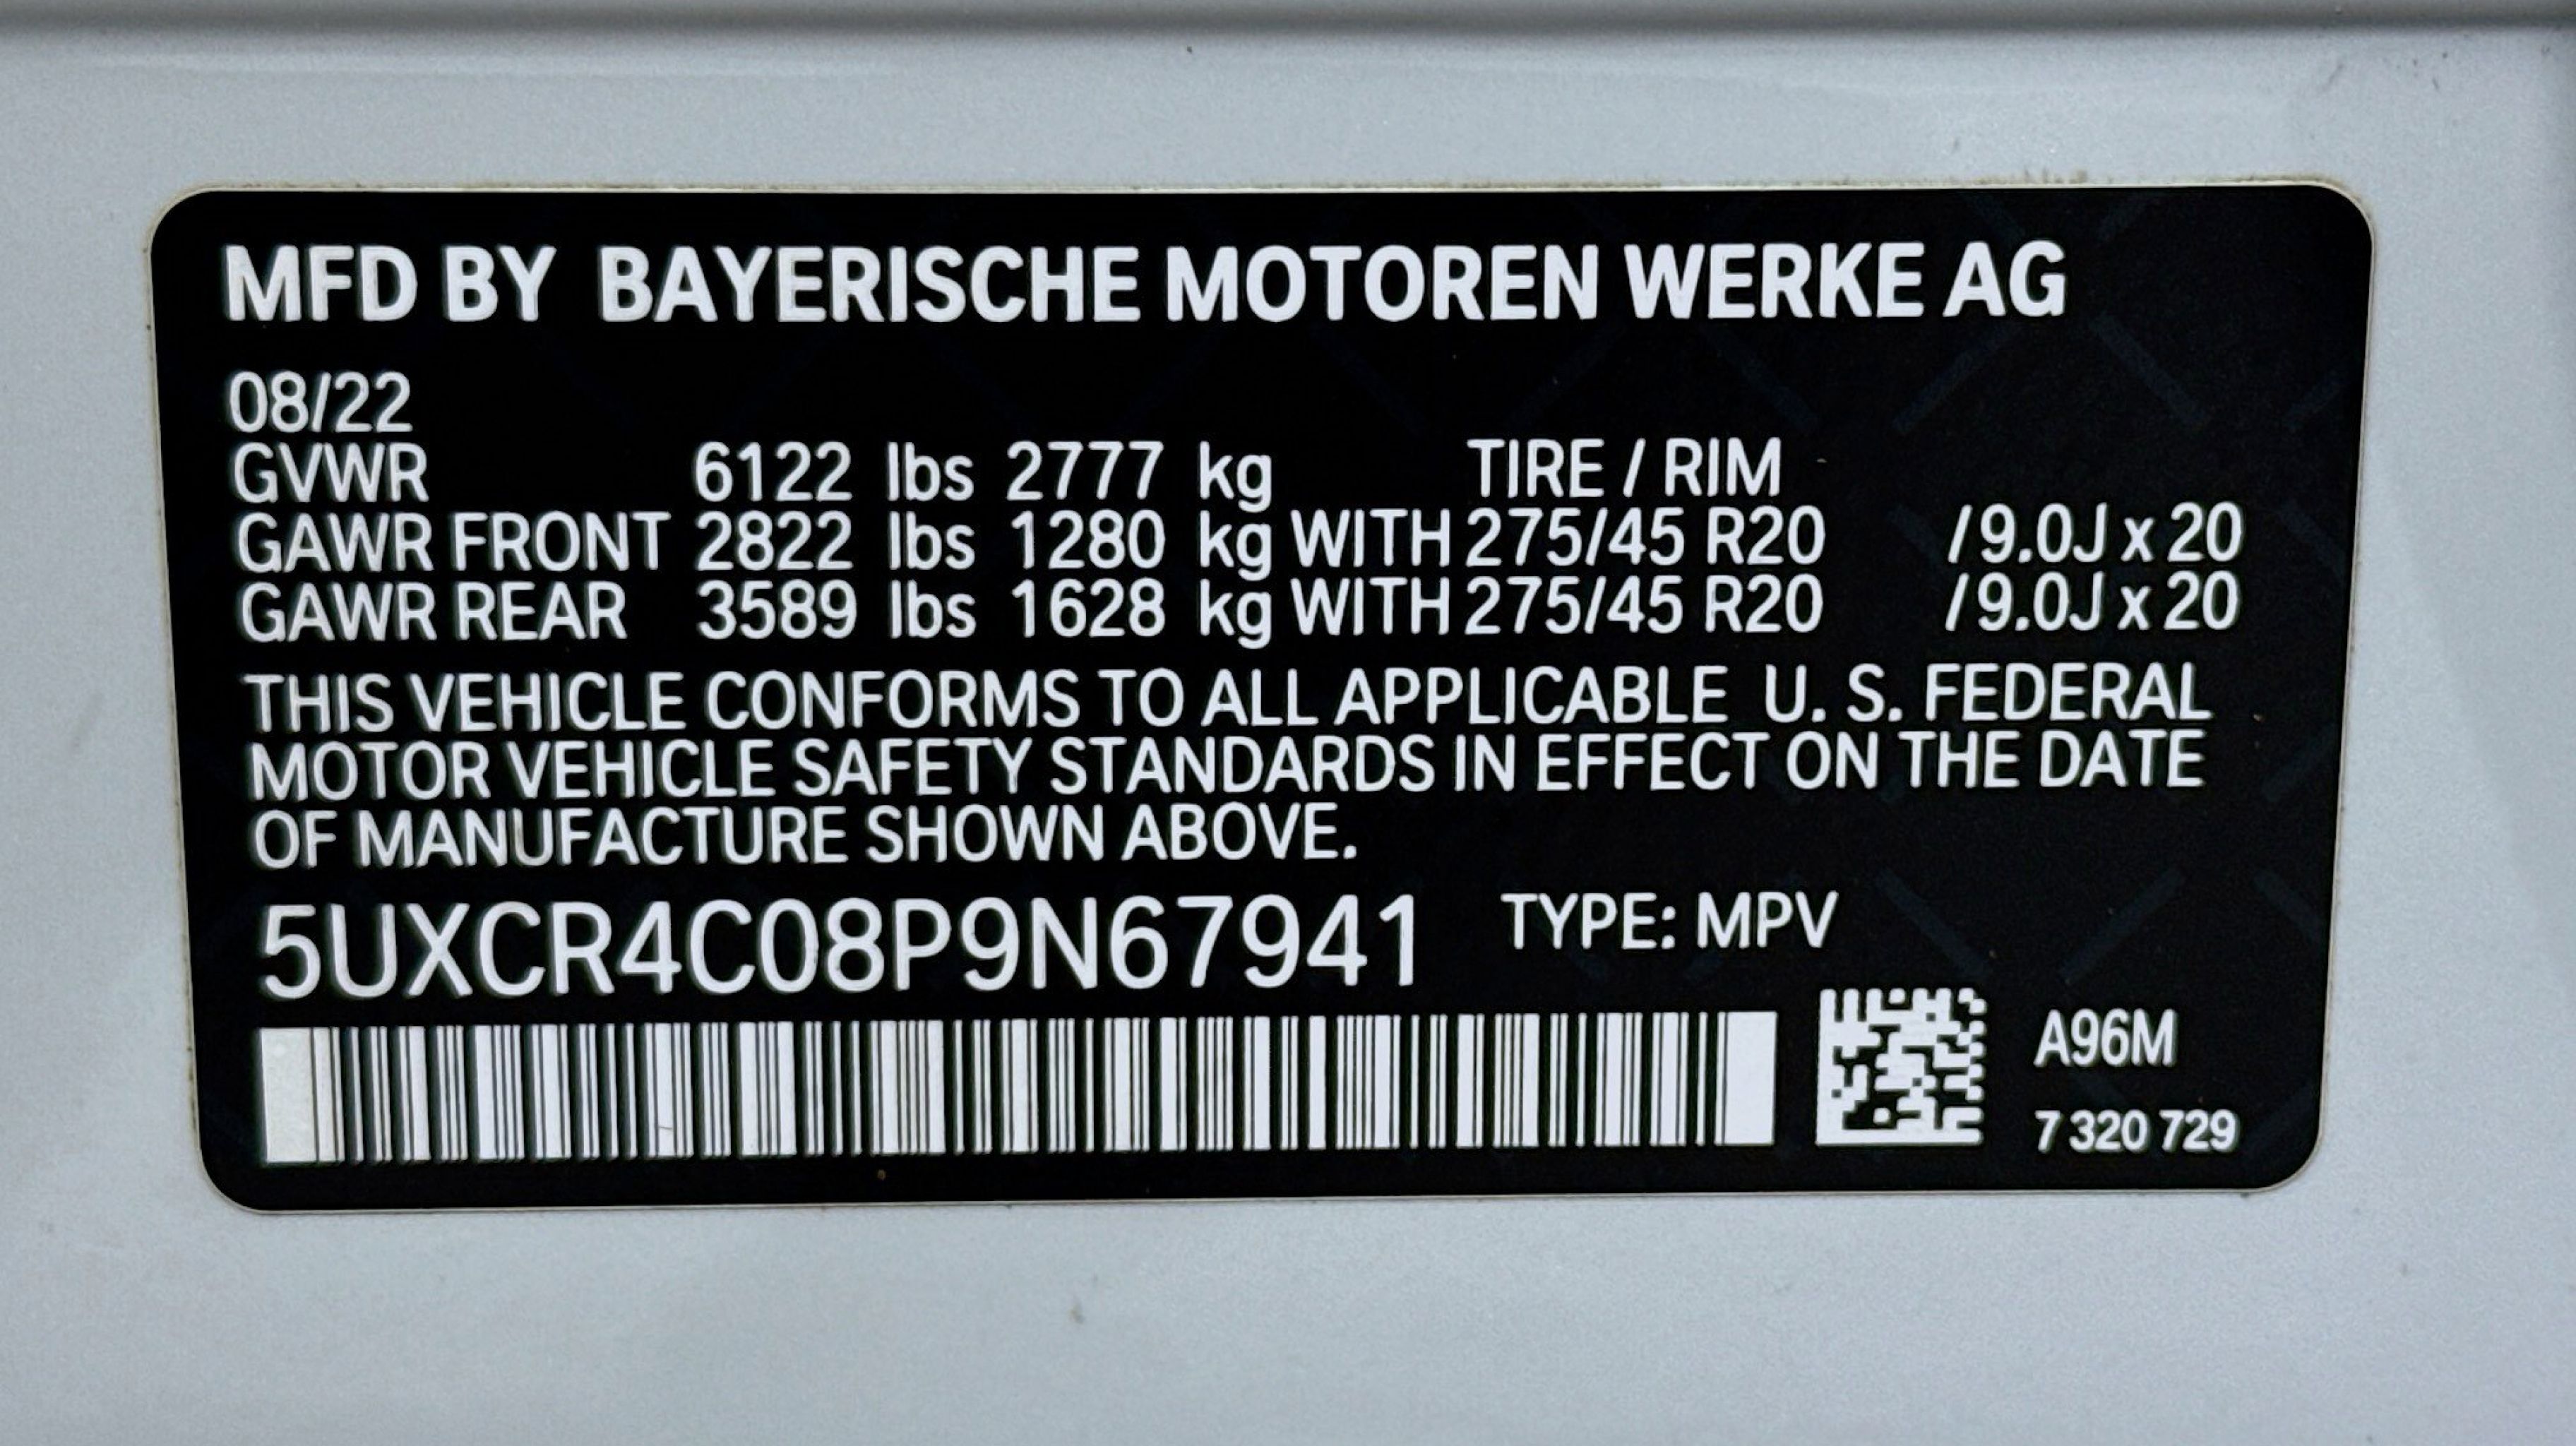 MFD BY BAYERISCHE MOTOREN WERKE AG
08/22
GVWR 6122 lbs 2777 kg TIRE / RIM
GAWR FRONT 2822 lbs 1280 kg WITH 275/45 R20 / 9.0J x 20
GAWR REAR 3589 lbs 1628 kg WITH 275/45 R20 / 9.0J x 20
THIS VEHICLE CONFORMS TO ALL APPLICABLE U. S. FEDERAL
MOTOR VEHICLE SAFETY STANDARDS IN EFFECT ON THE DATE
OF MANUFACTURE SHOWN ABOVE.
5UXCR4C08P9N67941 TYPE: MPV
A96M
7 320 729